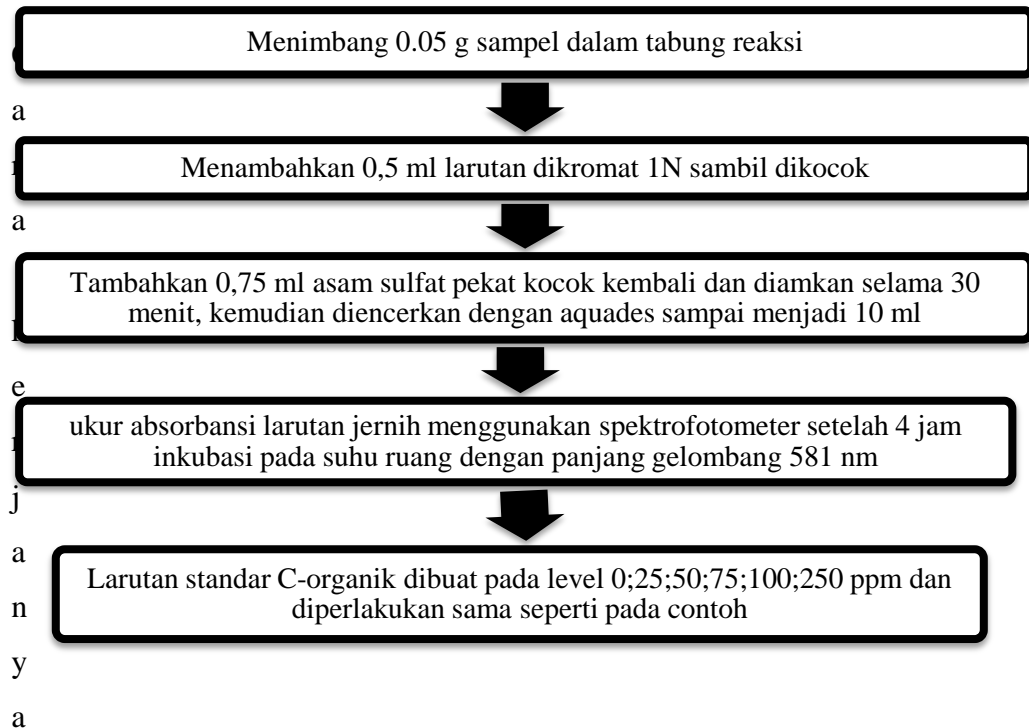 Menimbang 0.05 g sampel dalam tabung reaksi
a
Menambahkan 0,5 ml larutan dikromat 1N sambil dikocok
a
Tambahkan 0,75 ml asam sulfat pekat kocok kembali dan diamkan selama 30
menit, kemudian diencerkan dengan aquades sampai menjadi 10 ml
e
ukur absorbansi larutan jernih menggunakan spektrofotometer setelah 4 jam
inkubasi pada suhu ruang dengan panjang gelombang 581 nm
j
a
Larutan standar C-organik dibuat pada level 0;25;50;75;100;250 ppm dan
diperlakukan sama seperti pada contoh
n
y
a